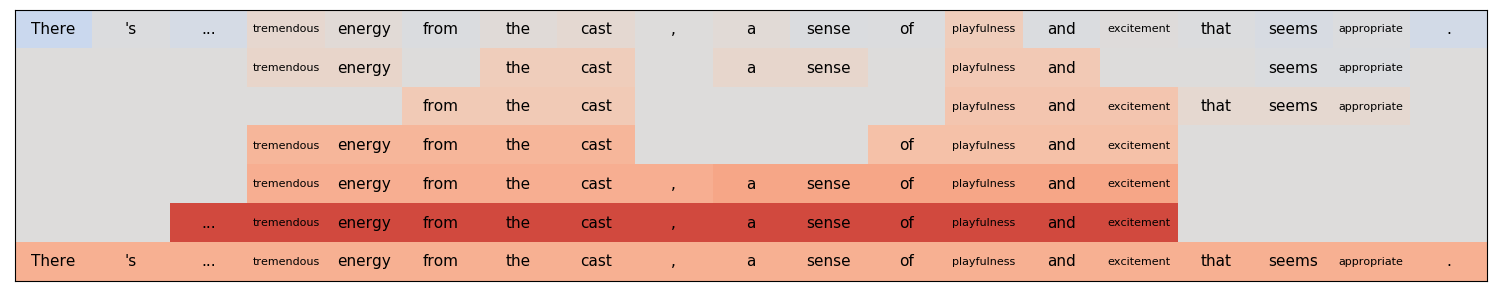 There 's ... tremendous energy from the cast , a sense of playfulness and excitement that seems appropriate .
tremendous energy the cast a sense playfulness and seems appropriate
from the cast playfulness and excitement that seems appropriate
tremendous energy from the cast of playfulness and excitement
tremendous energy from the cast , a sense of playfulness and excitement
... tremendous energy from the cast , a sense of playfulness and excitement
There 's ... tremendous energy from the cast , a sense of playfulness and excitement that seems appropriate .